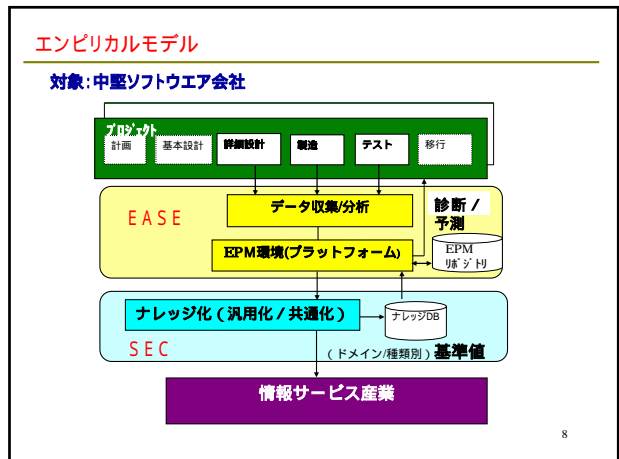 エンピリカルモデル
対象:中堅ソフトウエア会社
プロジェクト
計画
基本設計
詳細設計
製造
テスト
移行
EASE
データ収集/分析
診断/
予測
EPM環境(プラットフォーム)
EPM
リポジトリ
ナレッジ化(汎用化/共通化)
ナレッジDB
SEC
(ドメイン/種類別)基準値
情報サービス産業
8